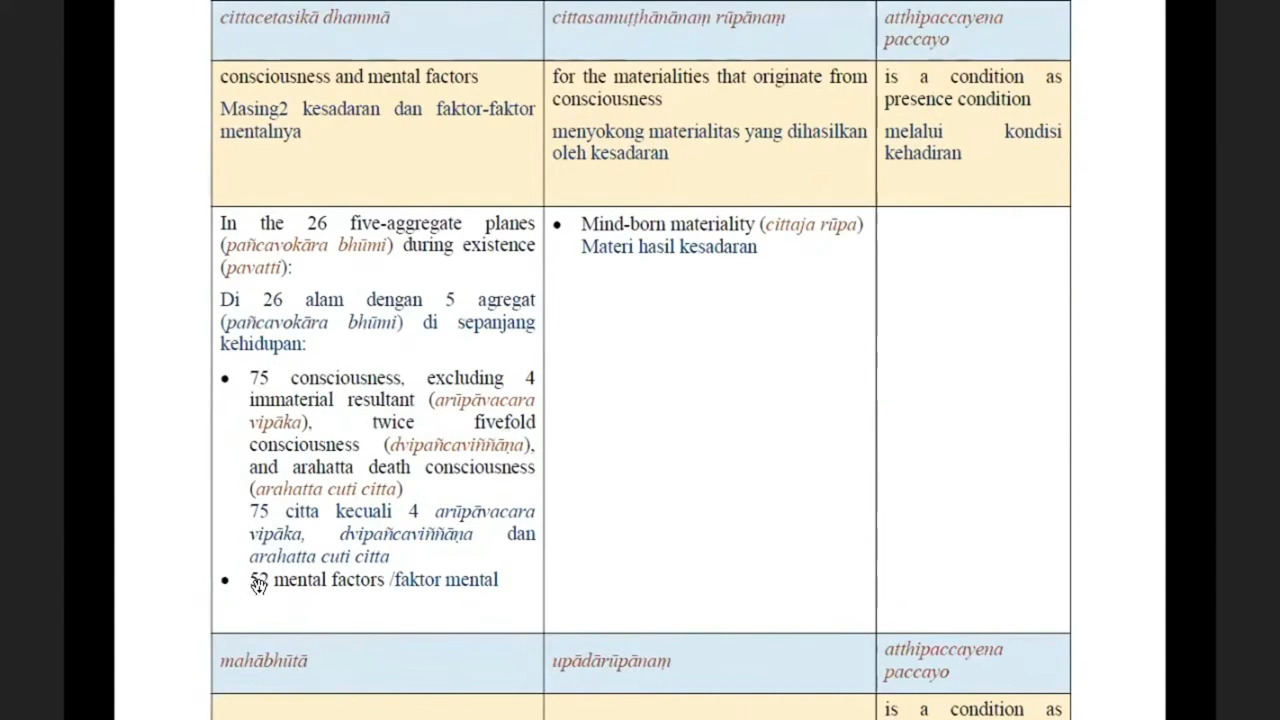 cittacetasikā dhammā
cittasamuṭṭhānānaṃ rūpānaṃ
atthipaccayena
paccayo
consciousness and mental factors
Masing2 kesadaran dan faktor-faktor
mentalnya
for the materialities that originate from
consciousness
menyokong materialitas yang dihasilkan
oleh kesadaran
is a condition as
presence condition
melalui kondisi
kehadiran
In the 26 five-aggregate planes
(pañcavokāra bhūmi) during existence
(pavatti):
Di 26 alam dengan 5 agregat
(pañcavokāra bhūmi) di sepanjang
kehidupan:
• 75 consciousness, excluding 4
immaterial resultant (arūpāvacara
vipāka), twice fivefold
consciousness (dvipañcaviññāṇa),
and arahatta death consciousness
(arahatta cuti citta)
75 citta kecuali 4 arūpāvacara
vipāka, dvipañcaviññāṇa dan
arahatta cuti citta
• 52 mental factors /faktor mental
• Mind-born materiality (cittaja rūpa)
Materi hasil kesadaran
mahābhūtā
upādārūpānaṃ
atthipaccayena
paccayo
is a condition as